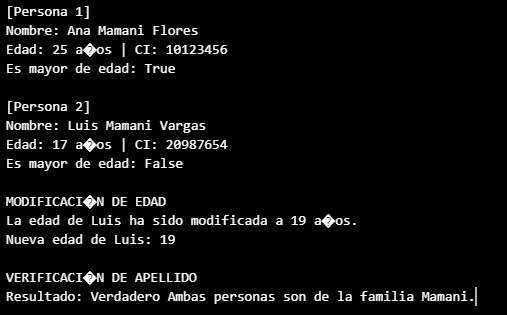 [Persona 1]
Nombre: Ana Mamani Flores
Edad: 25 a�os | CI: 10123456
Es mayor de edad: True
[Persona 2]
Nombre: Luis Mamani Vargas
Edad: 17 a�os | CI: 20987654
Es mayor de edad: False
MODIFICACI�N DE EDAD
La edad de Luis ha sido modificada a 19 a�os.
Nueva edad de Luis: 19
VERIFICACI�N DE APELLIDO
Resultado: Verdadero Ambas personas son de la familia Mamani.